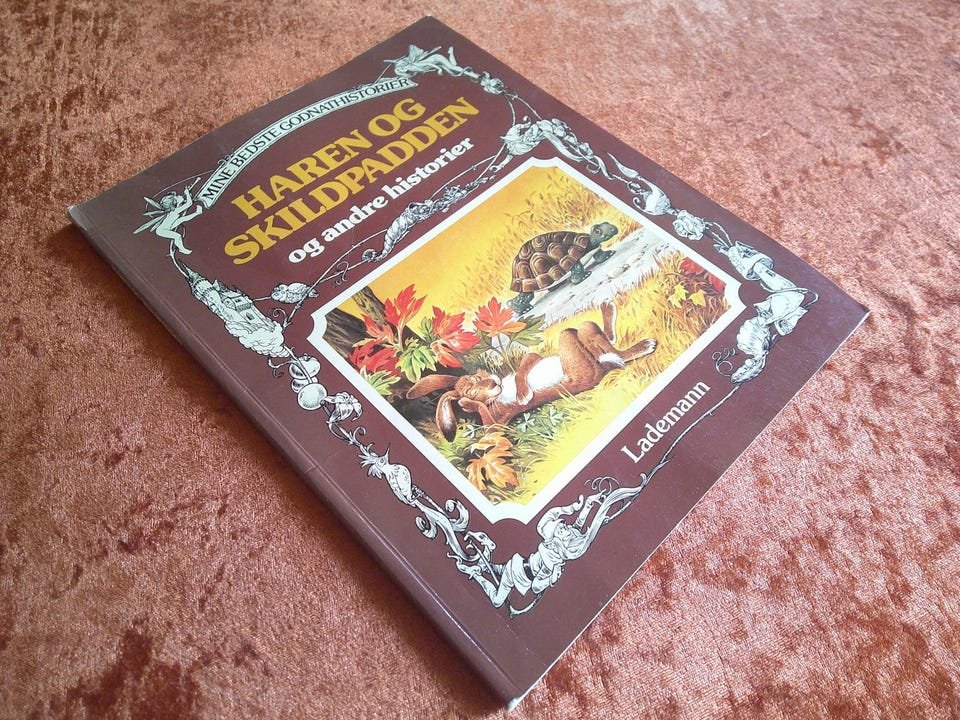 MINE BEDSTE GODNATHISTORIER
HAREN OG
SKILDPADDEN
og andre historier
Lademann